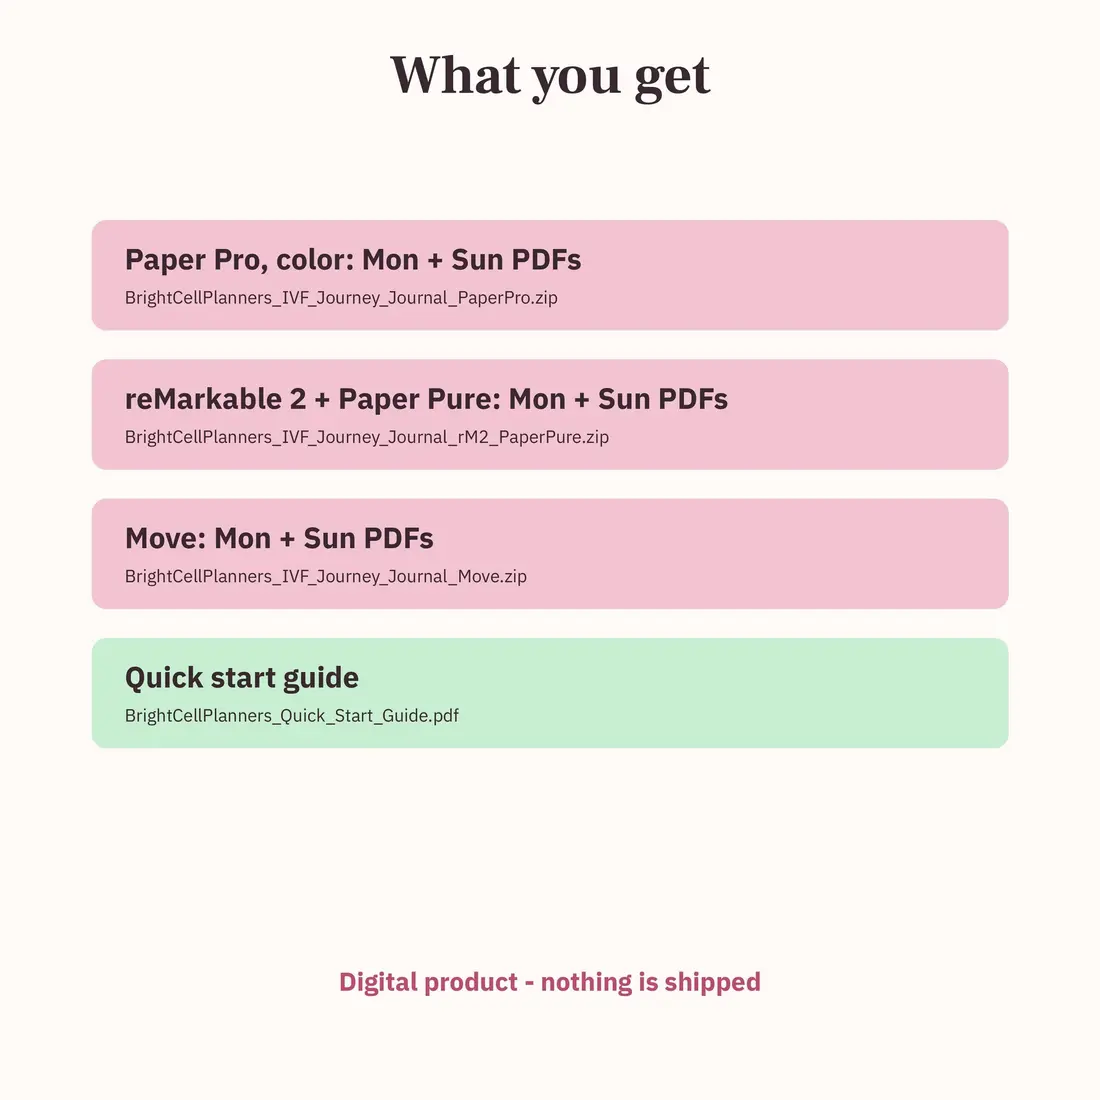 What you get
Paper Pro, color: Mon + Sun PDFs
BrightCellPlanners_IVF_Journey_Journal_PaperPro.zip
reMarkable 2 + Paper Pure: Mon + Sun PDFs
BrightCellPlanners_IVF_Journey_Journal_rM2_PaperPure.zip
Move: Mon + Sun PDFs
BrightCellPlanners_IVF_Journey_Journal_Move.zip
Quick start guide
BrightCellPlanners_Quick_Start_Guide.pdf
Digital product - nothing is shipped